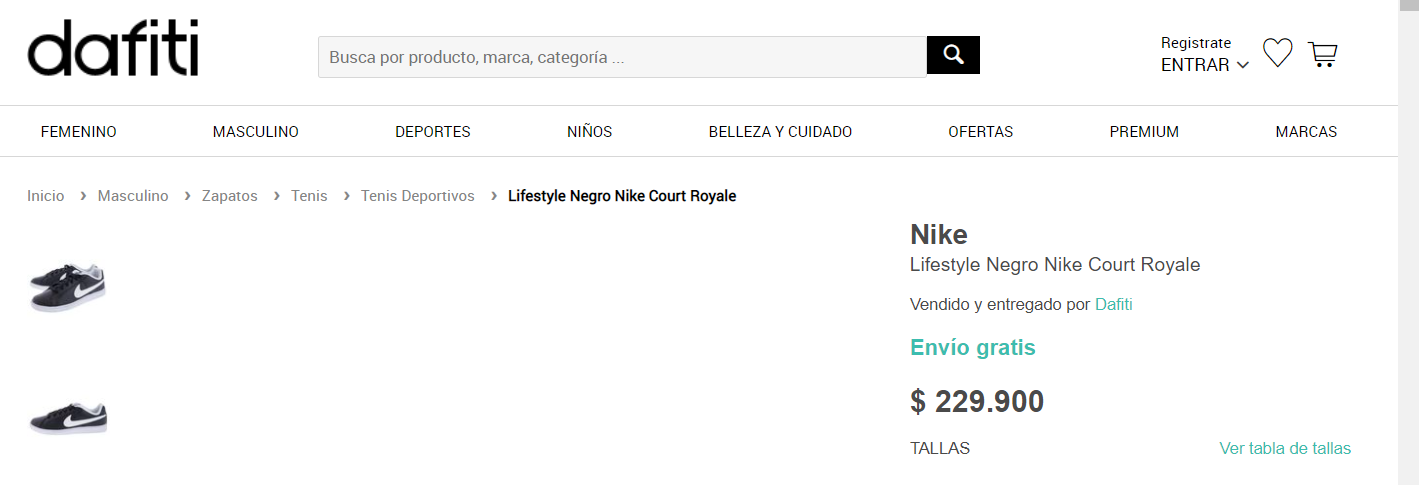 dafiti
Busca por producto, marca, categoría ...
Registrate
ENTRAR
FEMENINO MASCULINO DEPORTES NIÑOS BELLEZA Y CUIDADO OFERTAS PREMIUM MARCAS
Inicio › Masculino › Zapatos › Tenis › Tenis Deportivos › Lifestyle Negro Nike Court Royale
Nike
Lifestyle Negro Nike Court Royale
Vendido y entregado por Dafiti
Envío gratis
$ 229.900
TALLAS Ver tabla de tallas